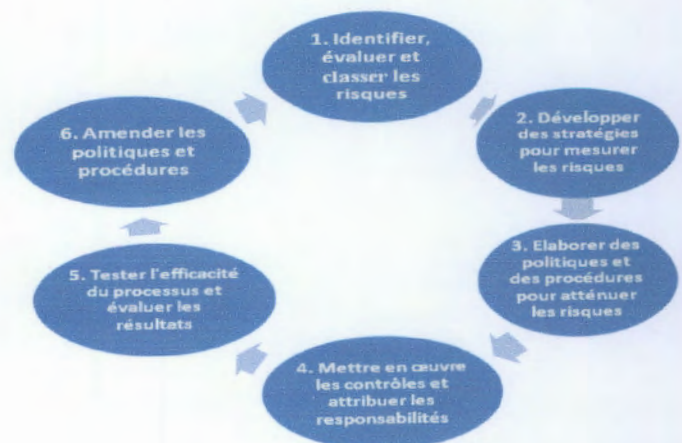 1. Identifier,
évaluer et
classer les
risques
2. Développer
des stratégies
pour mesurer
les risques
3. Elaborer des
politiques et
des procédures
pour atténuer
les risques
4. Mettre en œuvre
les contrôles et
attribuer les
responsabilités
5. Tester l'efficacité
du processus et
évaluer les
résultats
6. Amender les
politiques et
procédures